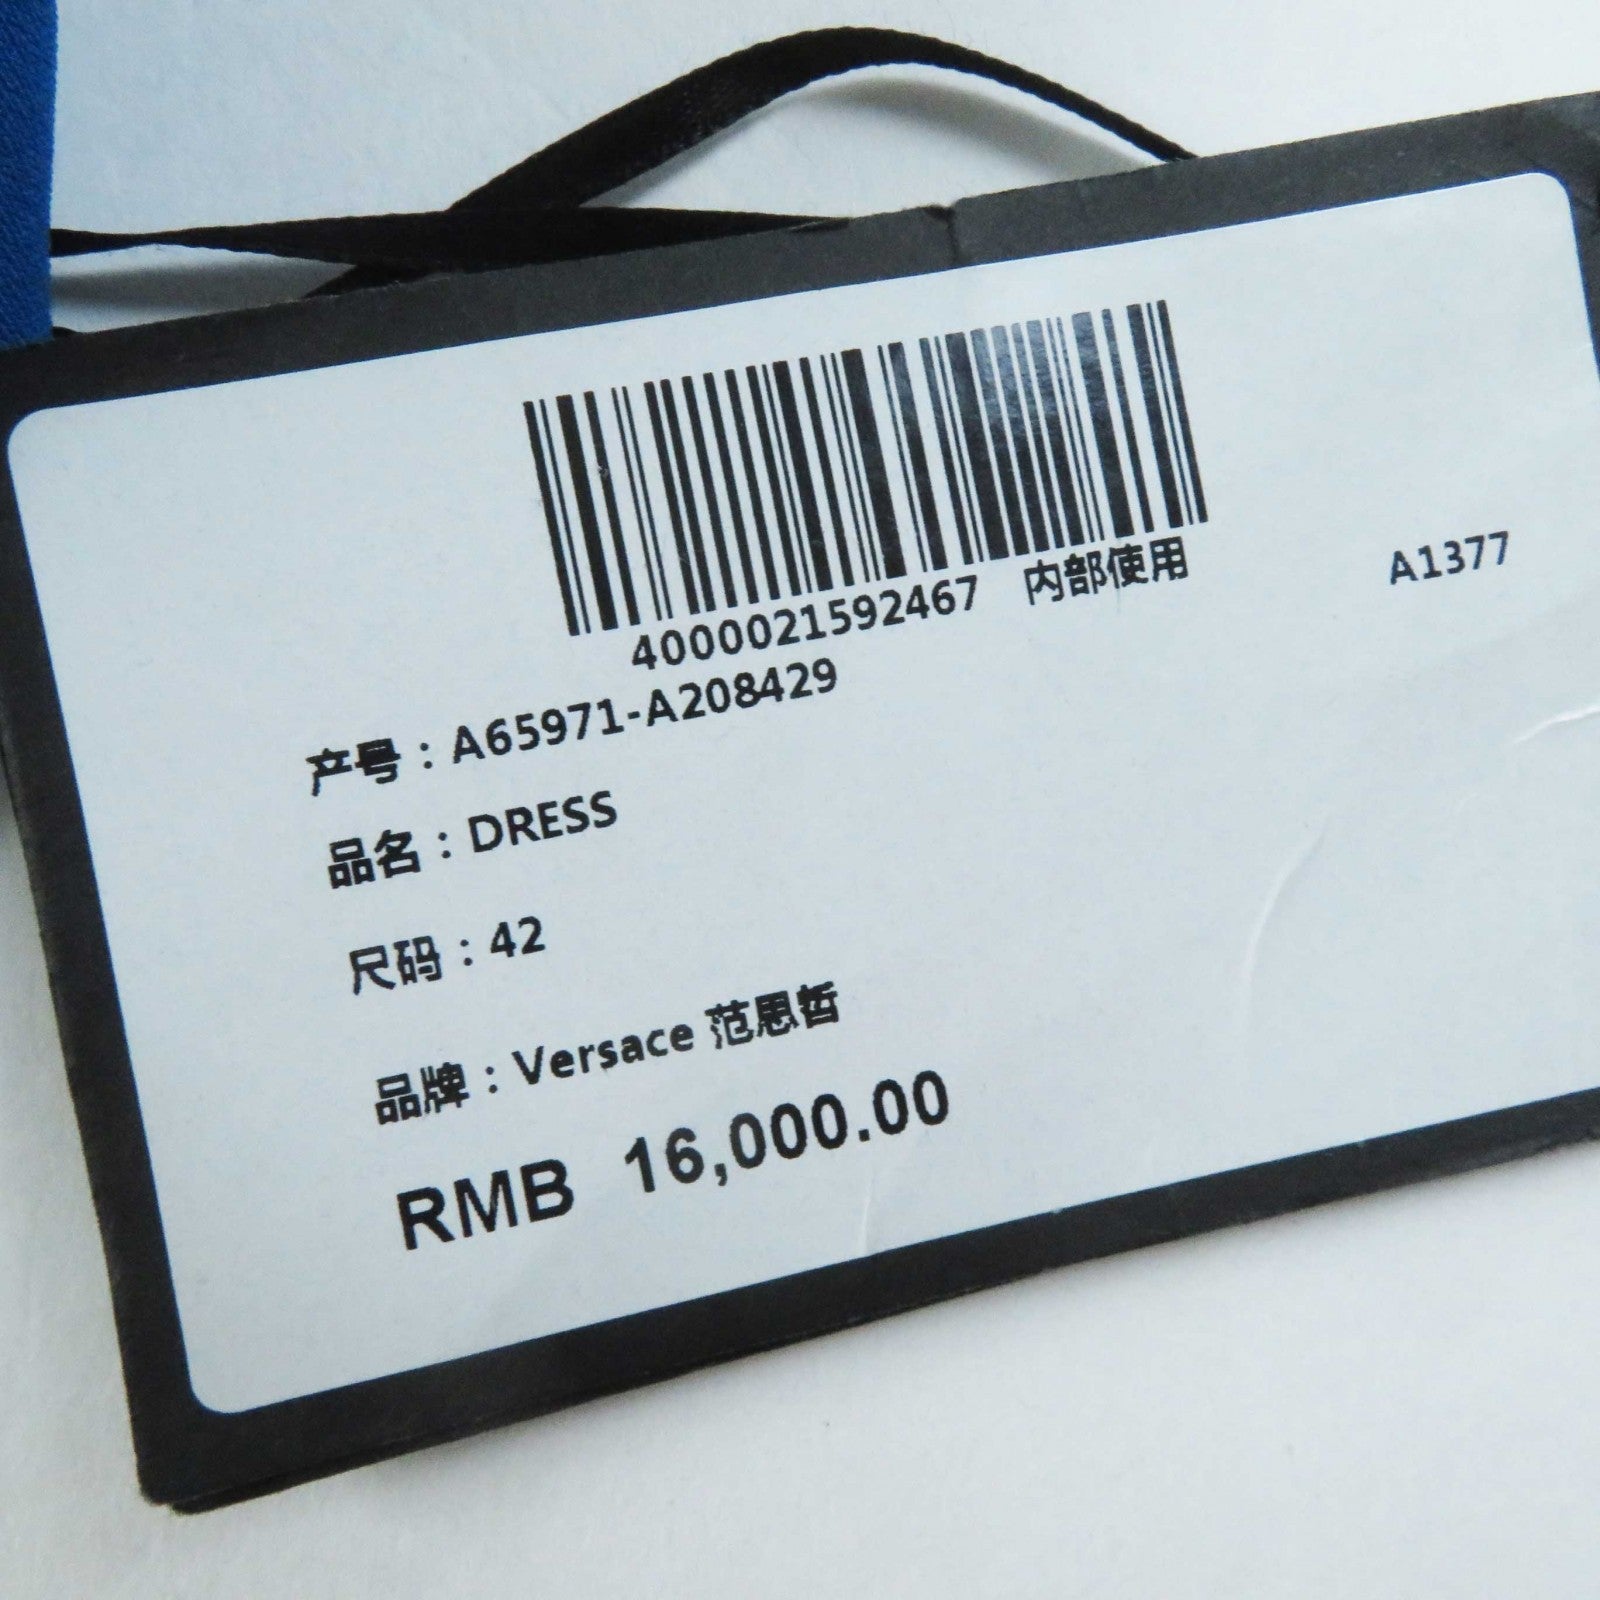 4000021592467 内部使用 A1377
产号：A65971-A208429
品名：DRESS
尺码：42
品牌：Versace 范思哲
RMB 16,000.00